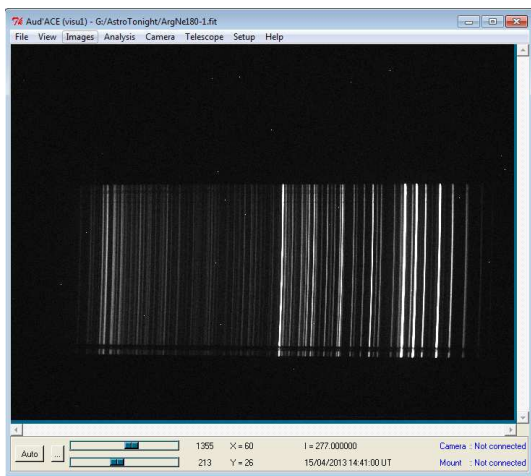 Aud'ACE (visu1) - G:/AstroTonight/ArgNe180-1.fit
File View Images Analysis Camera Telescope Setup Help
Auto ... 1355 X = 60 I = 277.000000 Camera : Not connected
213 Y = 26 15/04/2013 14:41:00 UT Mount : Not connected